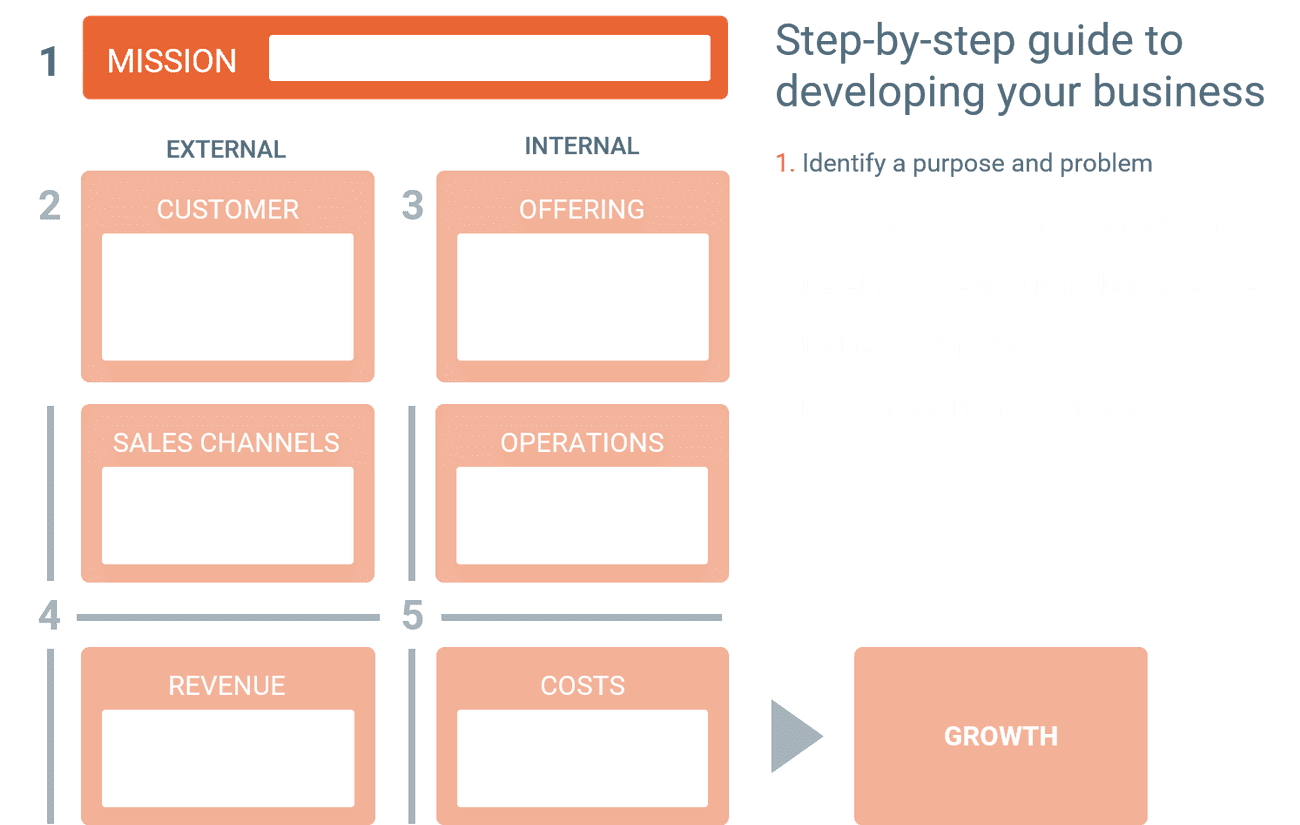 1
MISSION
Step-by-step guide to
developing your business
1. Identify a purpose and problem
EXTERNAL
INTERNAL
2
CUSTOMER
3
OFFERING
SALES CHANNELS
OPERATIONS
4
5
REVENUE
COSTS
GROWTH